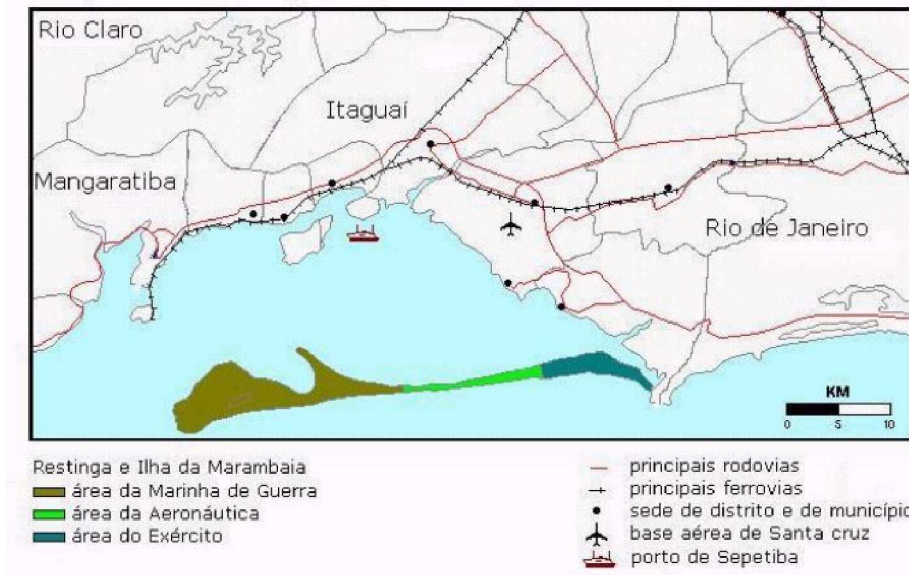 Rio Claro
Itaguaí
Mangaratiba
Rio de Janeiro
KM
0 5 10
Restinga e Ilha da Marambaia
área da Marinha de Guerra
área da Aeronáutica
área do Exército
principais rodovias
principais ferrovias
sede de distrito e de município
base aérea de Santa cruz
porto de Sepetiba